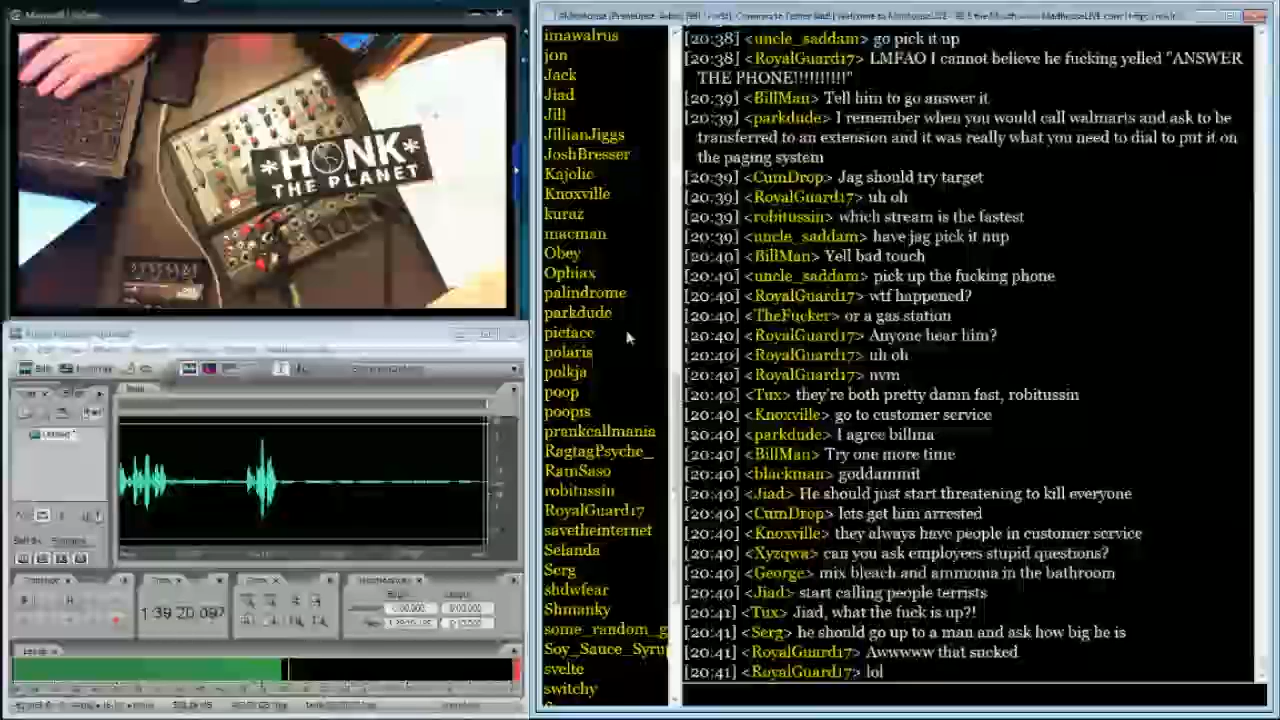 *HONK*
THE PLANET
1:39:20.097
imawalrus
jon
Jack
Jiad
Jill
JillianJiggs
JoshBresser
Kajolic
Knoxville
kuraz
macman
Obey
Ophiax
palindrome
parkdude
pieface
polaris
polkja
poop
poopis
prankcallmania
RagtagPsyche_
RamSaso
robitussin
RoyalGuard17
savetheinternet
Selanda
Serg
shdwfear
Shmanky
some_random_g
Soy_Sauce_Syru
svelte
switchy
[20:38] <uncle_saddam> go pick it up
[20:38] <RoyalGuard17> LMFAO I cannot believe he fucking yelled "ANSWER
THE PHONE!!!!!!!!!!"
[20:39] <BillMan> Tell him to go answer it
[20:39] <parkdude> I remember when you would call walmarts and ask to be
transferred to an extension and it was really what you need to dial to put it on
the paging system
[20:39] <CumDrop> Jag should try target
[20:39] <RoyalGuard17> uh oh
[20:39] <robitussin> which stream is the fastest
[20:39] <uncle_saddam> have jag pick it nup
[20:40] <BillMan> Yell bad touch
[20:40] <uncle_saddam> pick up the fucking phone
[20:40] <RoyalGuard17> wtf happened?
[20:40] <TheFucker> or a gas station
[20:40] <RoyalGuard17> Anyone hear him?
[20:40] <RoyalGuard17> uh oh
[20:40] <RoyalGuard17> nvm
[20:40] <Tux> they're both pretty damn fast, robitussin
[20:40] <Knoxville> go to customer service
[20:40] <parkdude> I agree billma
[20:40] <BillMan> Try one more time
[20:40] <blackman> goddammit
[20:40] <Jiad> He should just start threatening to kill everyone
[20:40] <CumDrop> lets get him arrested
[20:40] <Knoxville> they always have people in customer service
[20:40] <Xyzqwa> can you ask employees stupid questions?
[20:40] <George> mix bleach and ammonia in the bathroom
[20:40] <Jiad> start calling people terrists
[20:41] <Tux> Jiad, what the fuck is up?!
[20:41] <Serg> he should go up to a man and ask how big he is
[20:41] <RoyalGuard17> Awwwww that sucked
[20:41] <RoyalGuard17> lol